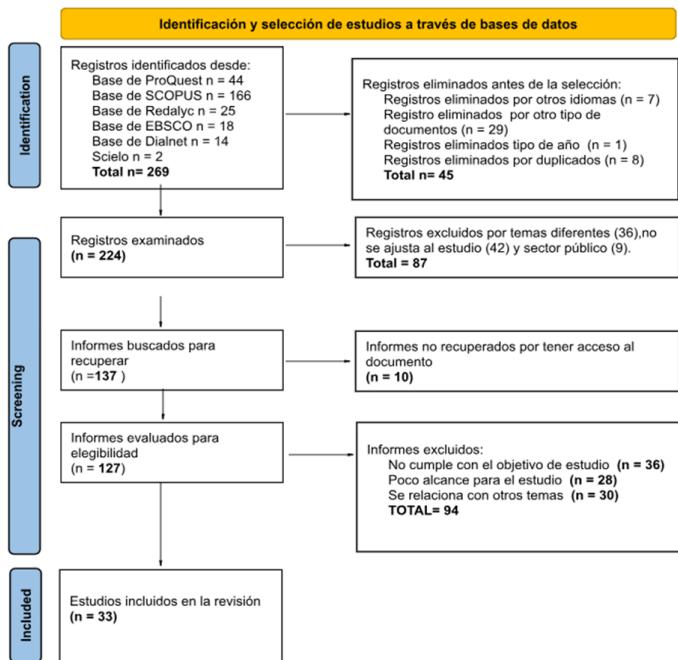 Identificación y selección de estudios a través de bases de datos
Identification
Registros identificados desde:
Base de ProQuest n = 44
Base de SCOPUS n = 166
Base de Redalyc n = 25
Base de EBSCO n = 18
Base de Dialnet n = 14
Scielo n = 2
Total n= 269
Registros eliminados antes de la selección:
Registros eliminados por otros idiomas (n = 7)
Registro eliminados por otro tipo de
documentos (n = 29)
Registros eliminados tipo de año (n = 1)
Registros eliminados por duplicados (n = 8)
Total n= 45
Screening
Registros examinados
(n = 224)
Registros excluidos por temas diferentes (36),no
se ajusta al estudio (42) y sector público (9).
Total = 87
Informes buscados para
recuperar
(n =137 )
Informes no recuperados por tener acceso al
documento
(n = 10)
Informes evaluados para
elegibilidad
(n = 127)
Informes excluidos:
No cumple con el objetivo de estudio (n = 36)
Poco alcance para el estudio (n = 28)
Se relaciona con otros temas (n = 30)
TOTAL= 94
Included
Estudios incluidos en la revisión
(n = 33)